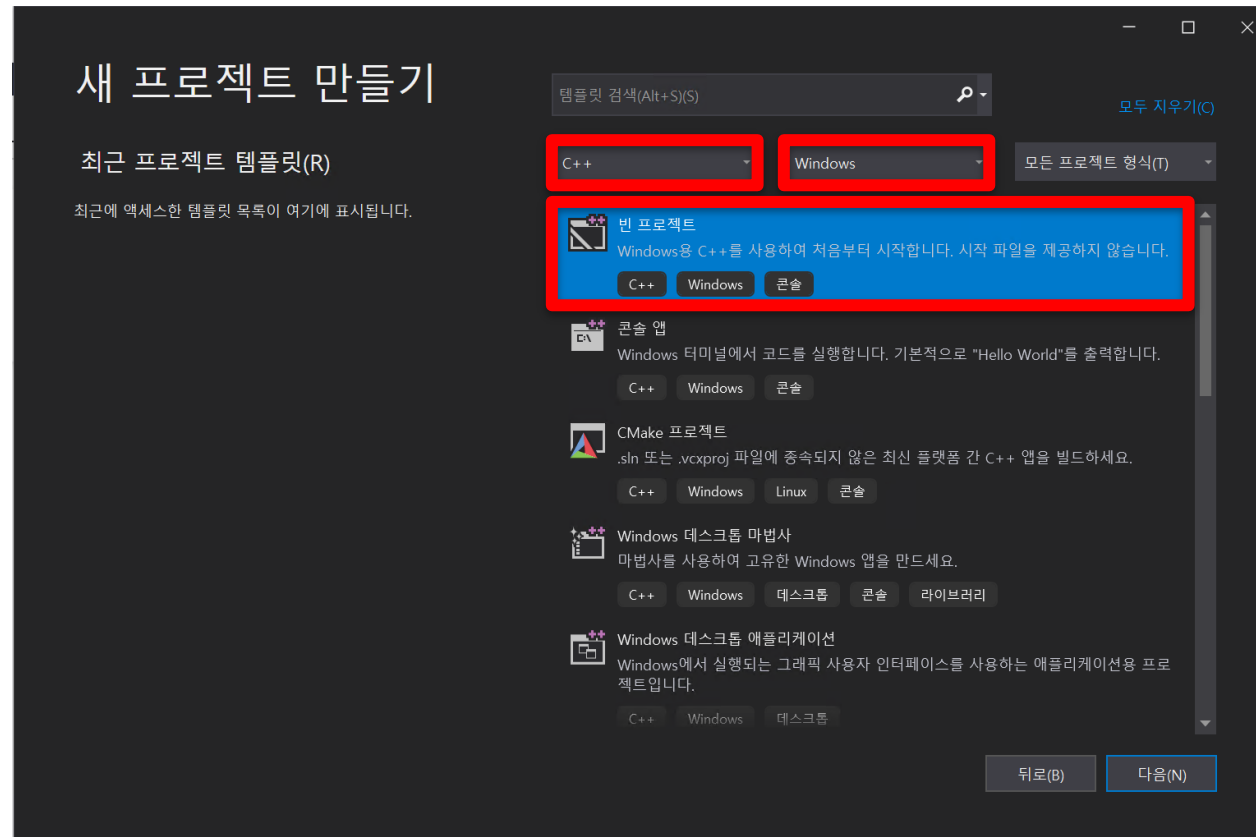 새 프로젝트 만들기
템플릿 검색(Alt+S)(S)
모두 지우기(C)
최근 프로젝트 템플릿(R)
C++
Windows
모든 프로젝트 형식(T)
최근에 액세스한 템플릿 목록이 여기에 표시됩니다.
빈 프로젝트
Windows용 C++를 사용하여 처음부터 시작합니다. 시작 파일을 제공하지 않습니다.
C++ Windows 콘솔
콘솔 앱
Windows 터미널에서 코드를 실행합니다. 기본적으로 "Hello World"를 출력합니다.
C++ Windows 콘솔
CMake 프로젝트
.sln 또는 .vcxproj 파일에 종속되지 않은 최신 플랫폼 간 C++ 앱을 빌드하세요.
C++ Windows Linux 콘솔
Windows 데스크톱 마법사
마법사를 사용하여 고유한 Windows 앱을 만드세요.
C++ Windows 데스크톱 콘솔 라이브러리
Windows 데스크톱 애플리케이션
Windows에서 실행되는 그래픽 사용자 인터페이스를 사용하는 애플리케이션용 프로
젝트입니다.
C++ Windows 데스크톱
뒤로(B)
다음(N)